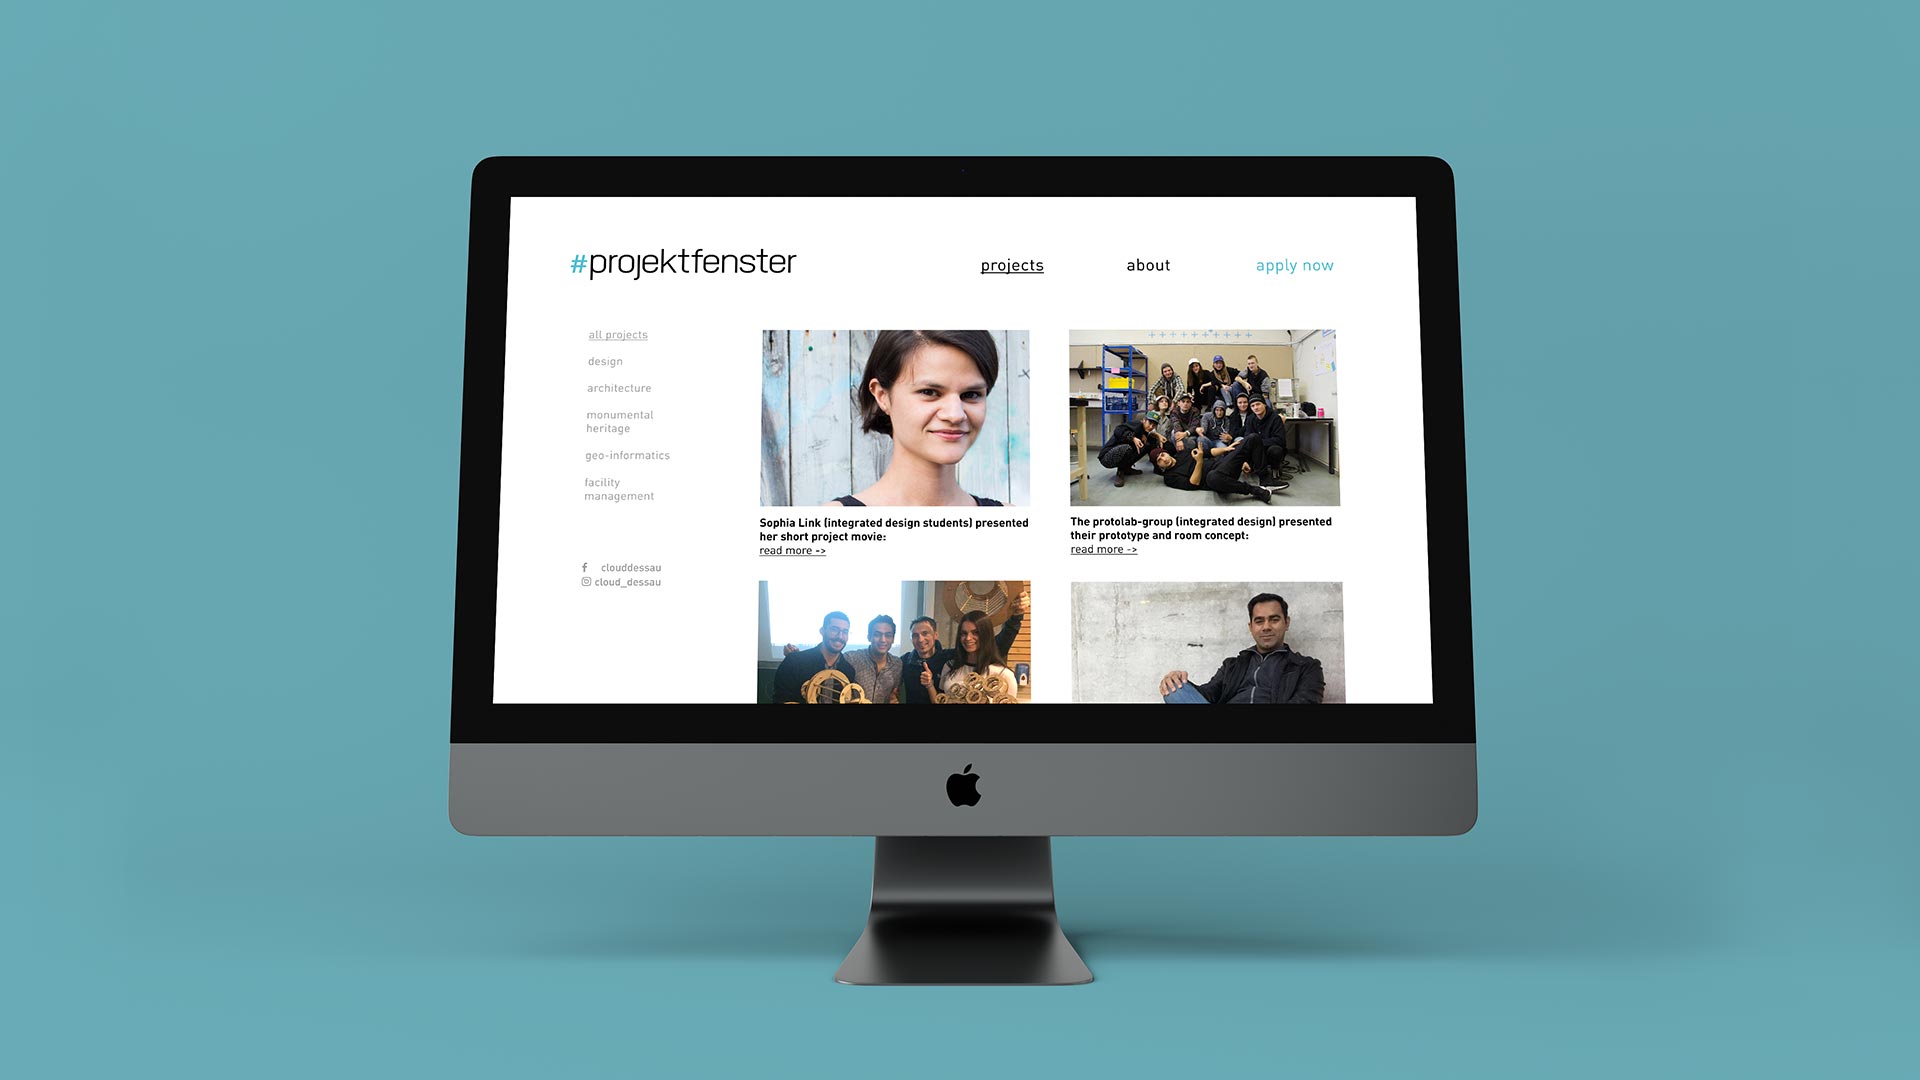 #projektfenster
projects
about
apply now
all projects
design
architecture
monumental
heritage
geo-informatics
facility
management
clouddessau
cloud_dessau
Sophia Link (integrated design students) presented
her short project movie:
read more ->
The protolab-group (integrated design) presented
their prototype and room concept:
read more ->